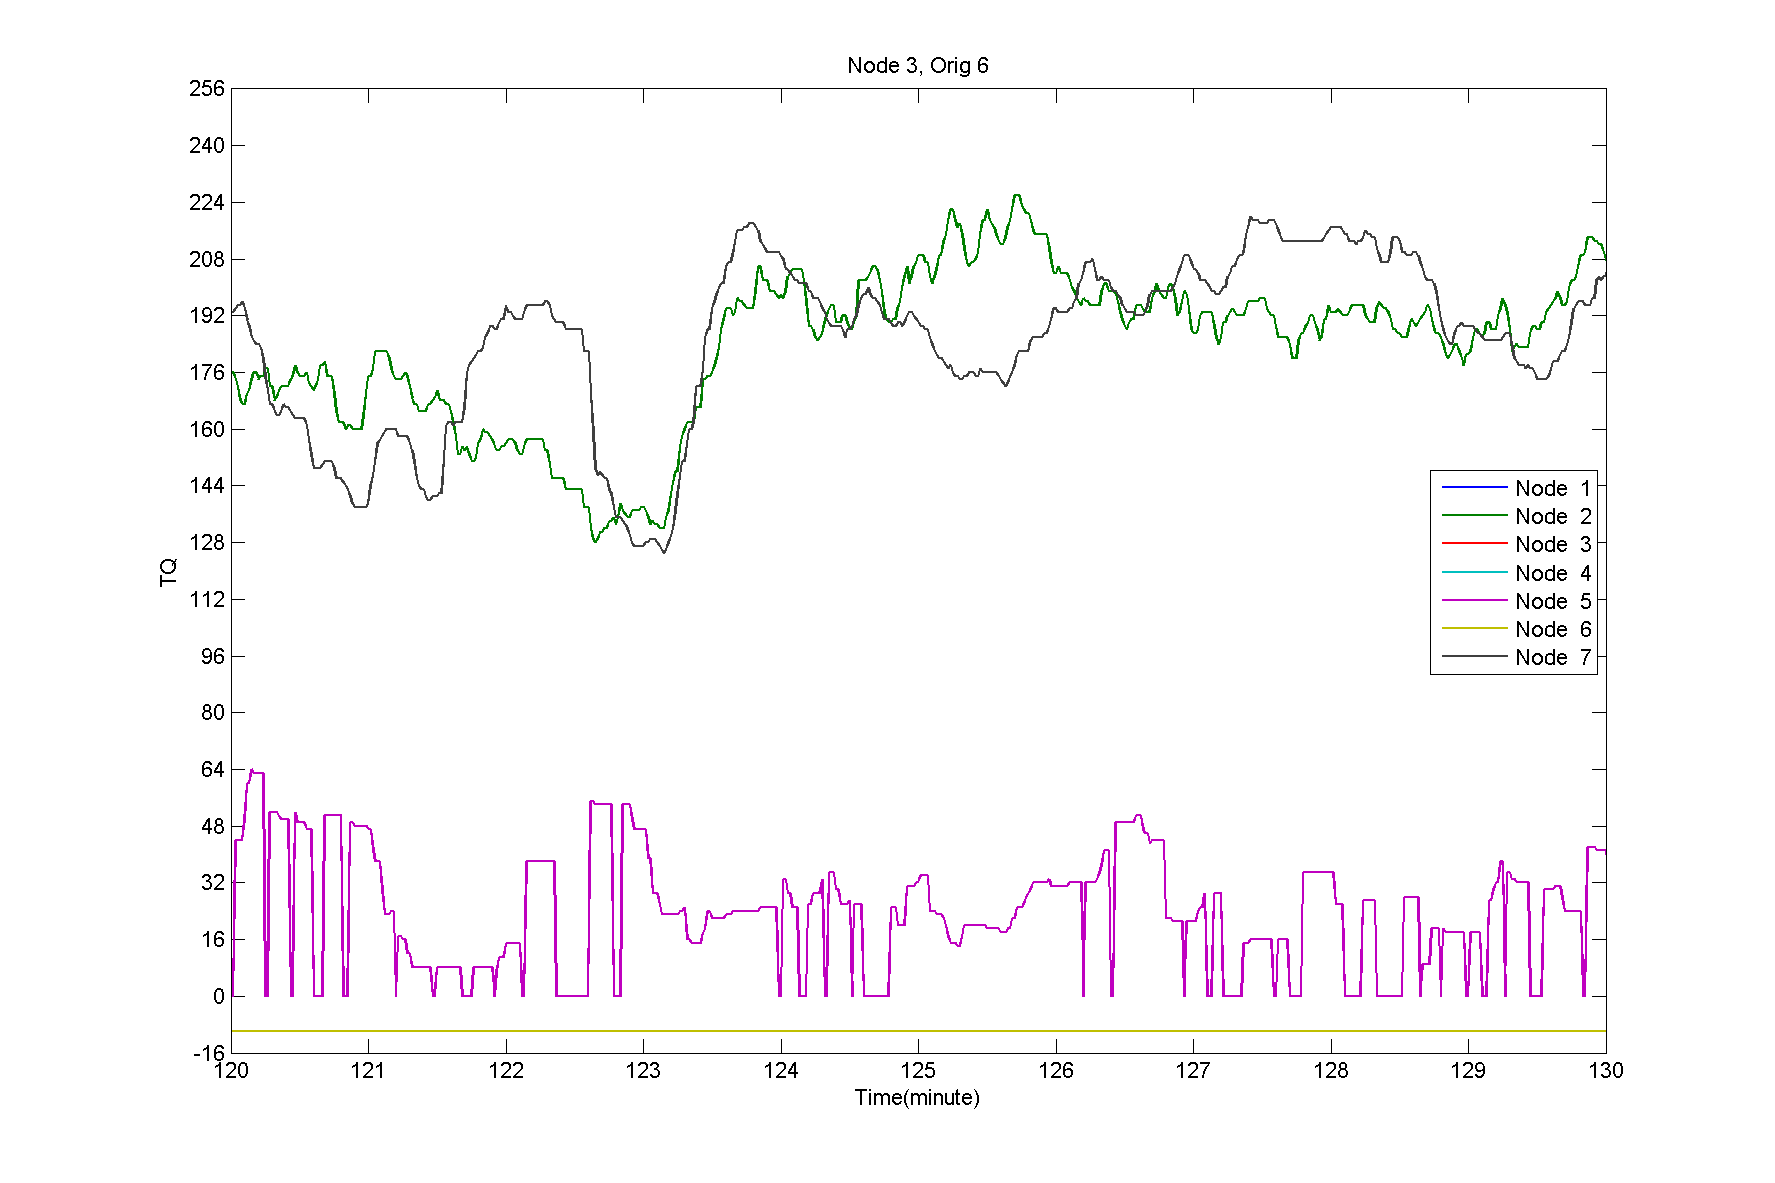 Node 3, Orig 6
256
240
224
208
192
176
160
144
128
112
96
80
64
48
32
16
0
-16
TQ
Node 1
Node 2
Node 3
Node 4
Node 5
Node 6
Node 7
120 121 122 123 124 125 126 127 128 129 130
Time(minute)